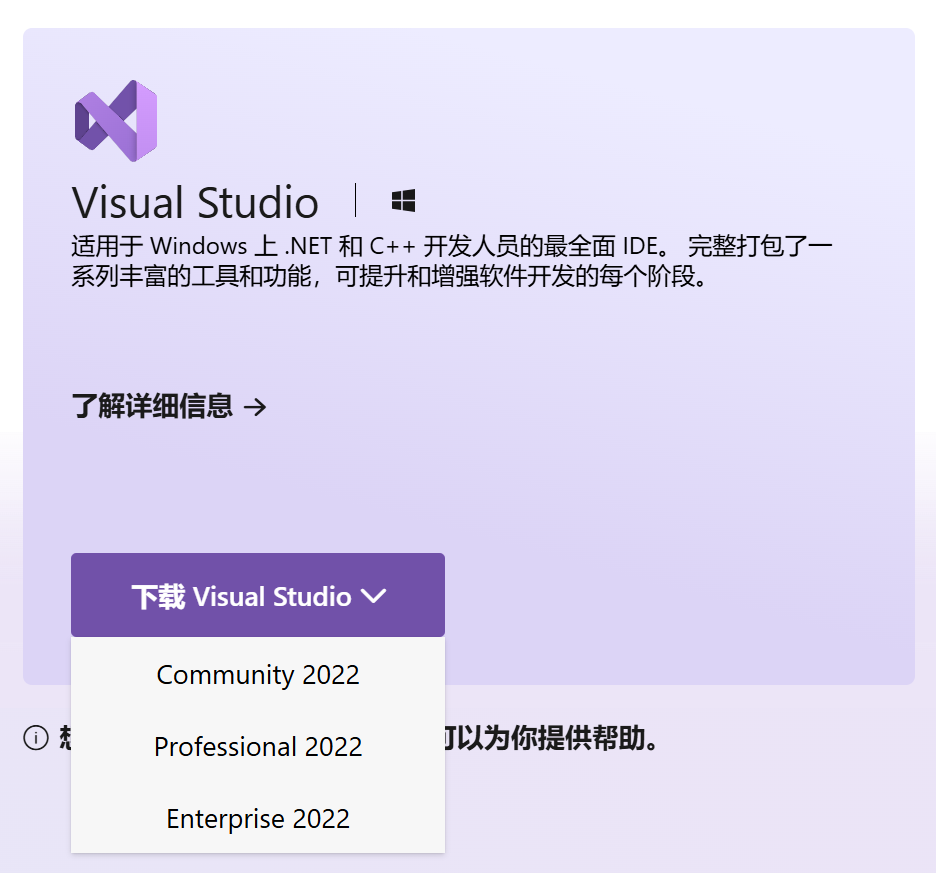 Visual Studio
适用于 Windows 上 .NET 和 C++ 开发人员的最全面 IDE。 完整打包了一
系列丰富的工具和功能，可提升和增强软件开发的每个阶段。
了解详细信息 →
下载 Visual Studio
Community 2022
可以为你提供帮助。
Professional 2022
Enterprise 2022